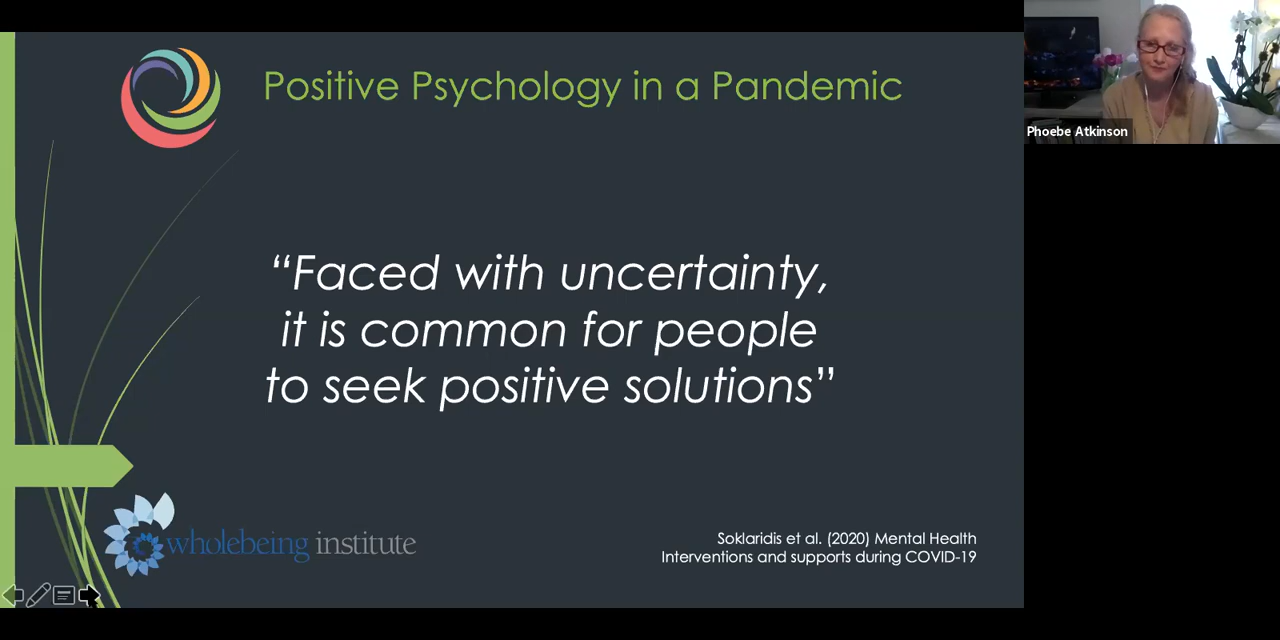 Positive Psychology in a Pandemic
Phoebe Atkinson
“Faced with uncertainty,
it is common for people
to seek positive solutions”
wholebeing institute
Soklaridis et al. (2020) Mental Health
Interventions and supports during COVID-19